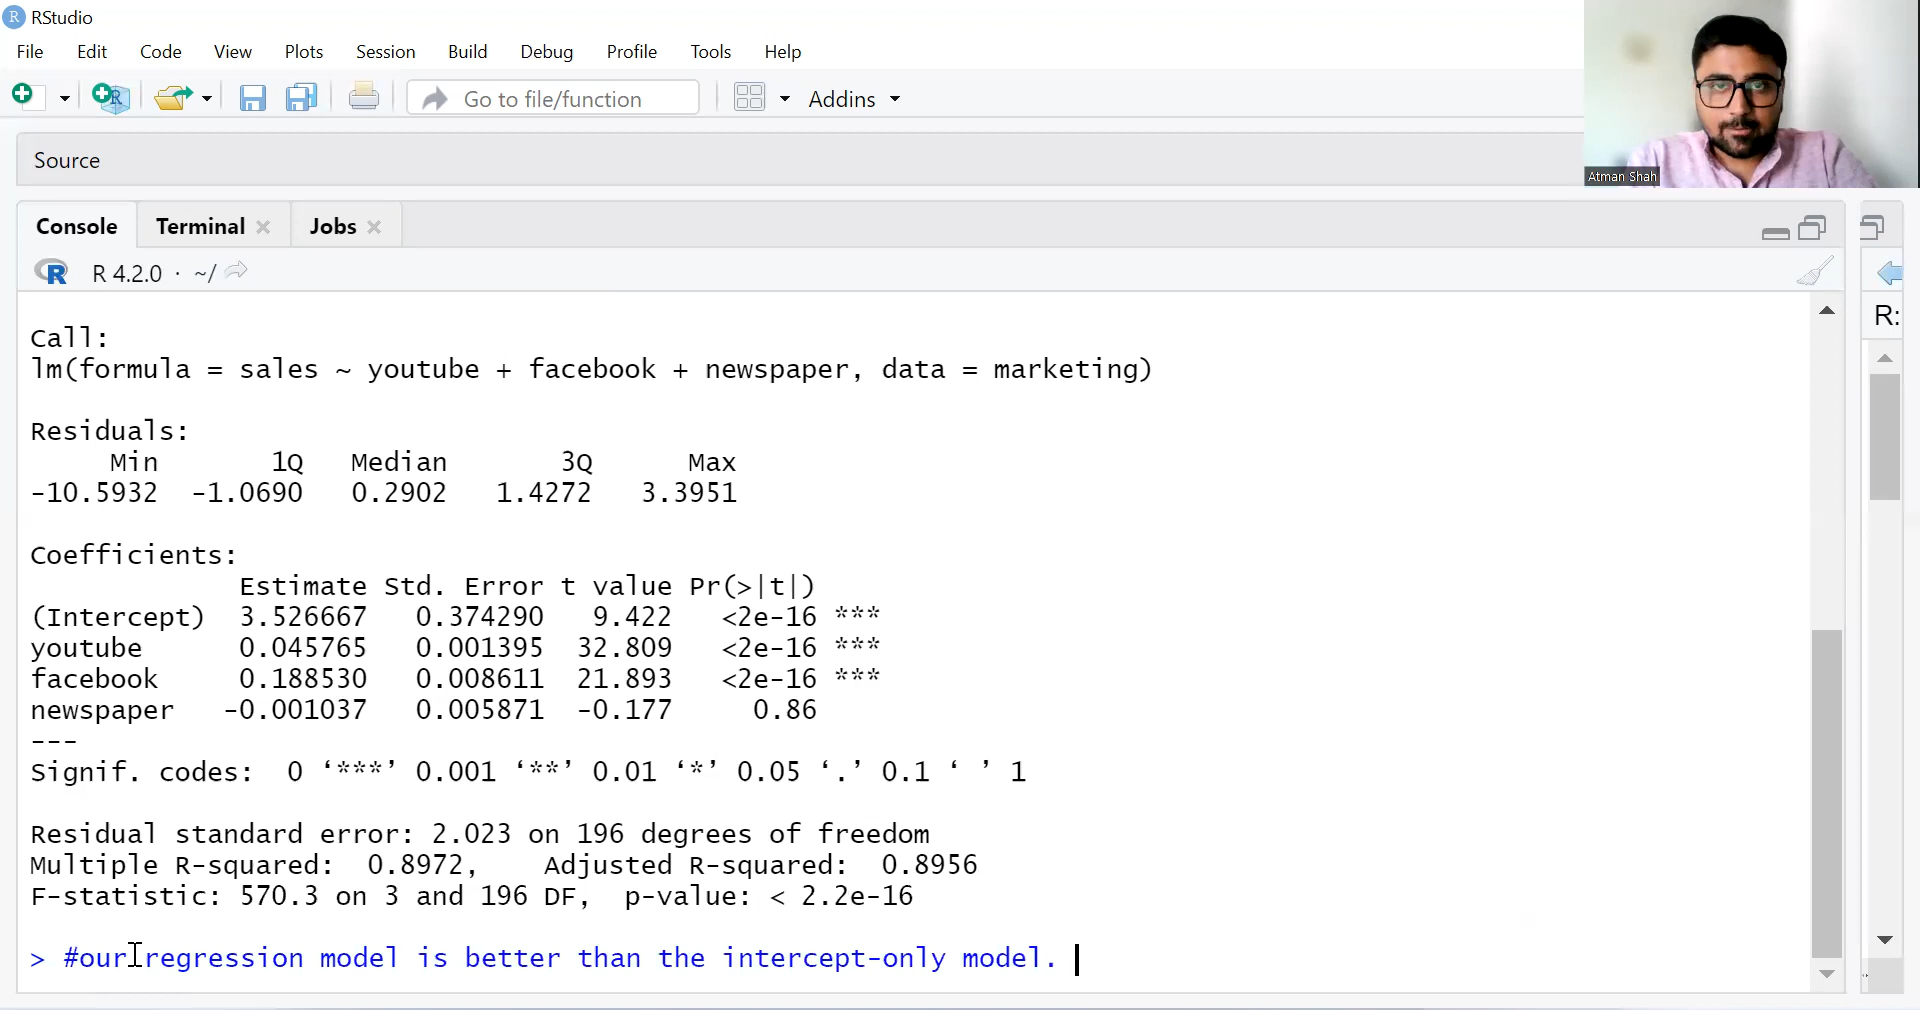 RStudio
File Edit Code View Plots Session Build Debug Profile Tools Help
Go to file/function Addins
Atman Shah
Source
Console Terminal Jobs
R 4.2.0 · ~/
R:
Call:
lm(formula = sales ~ youtube + facebook + newspaper, data = marketing)
Residuals:
Min 1Q Median 3Q Max
-10.5932 -1.0690 0.2902 1.4272 3.3951
Coefficients:
Estimate Std. Error t value Pr(>|t|)
(Intercept) 3.526667 0.374290 9.422 <2e-16 ***
youtube 0.045765 0.001395 32.809 <2e-16 ***
facebook 0.188530 0.008611 21.893 <2e-16 ***
newspaper -0.001037 0.005871 -0.177 0.86
---
Signif. codes: 0 ‘***’ 0.001 ‘**’ 0.01 ‘*’ 0.05 ‘.’ 0.1 ‘ ’ 1
Residual standard error: 2.023 on 196 degrees of freedom
Multiple R-squared: 0.8972, Adjusted R-squared: 0.8956
F-statistic: 570.3 on 3 and 196 DF, p-value: < 2.2e-16
> #our regression model is better than the intercept-only model.